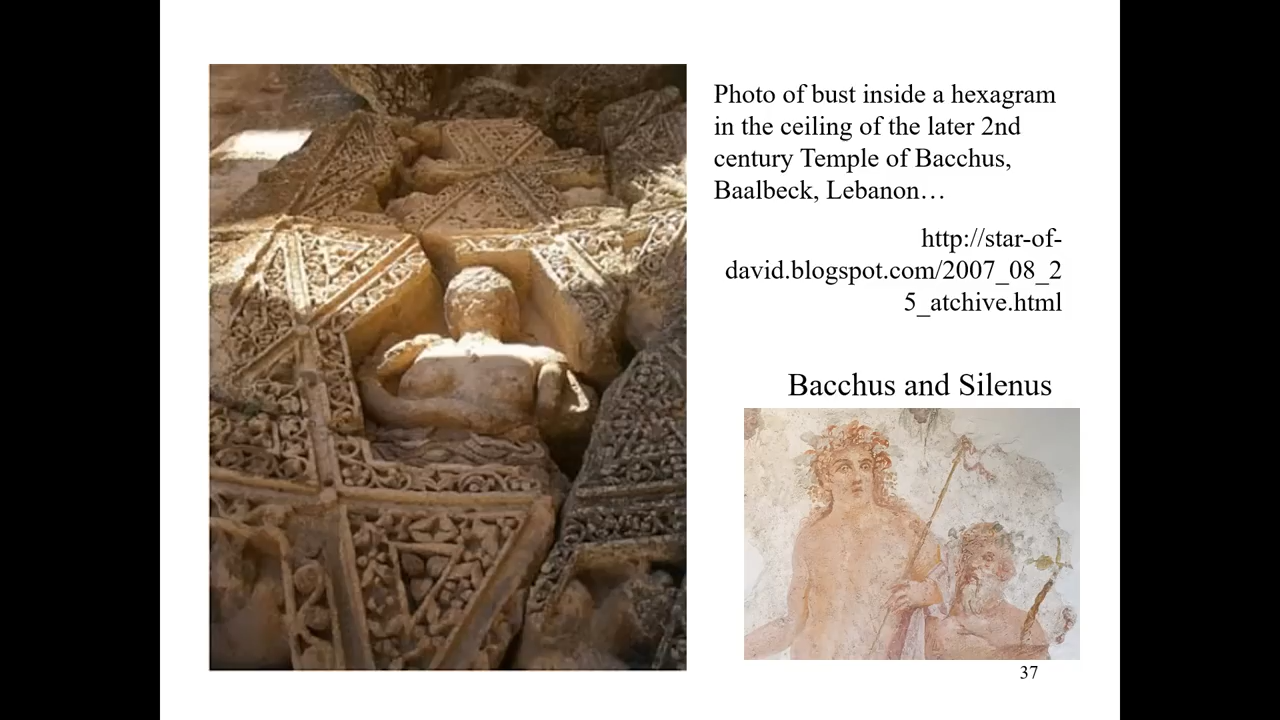 Photo of bust inside a hexagram
in the ceiling of the later 2nd
century Temple of Bacchus,
Baalbeck, Lebanon…
http://star-of-
david.blogspot.com/2007_08_2
5_atchive.html
Bacchus and Silenus
37